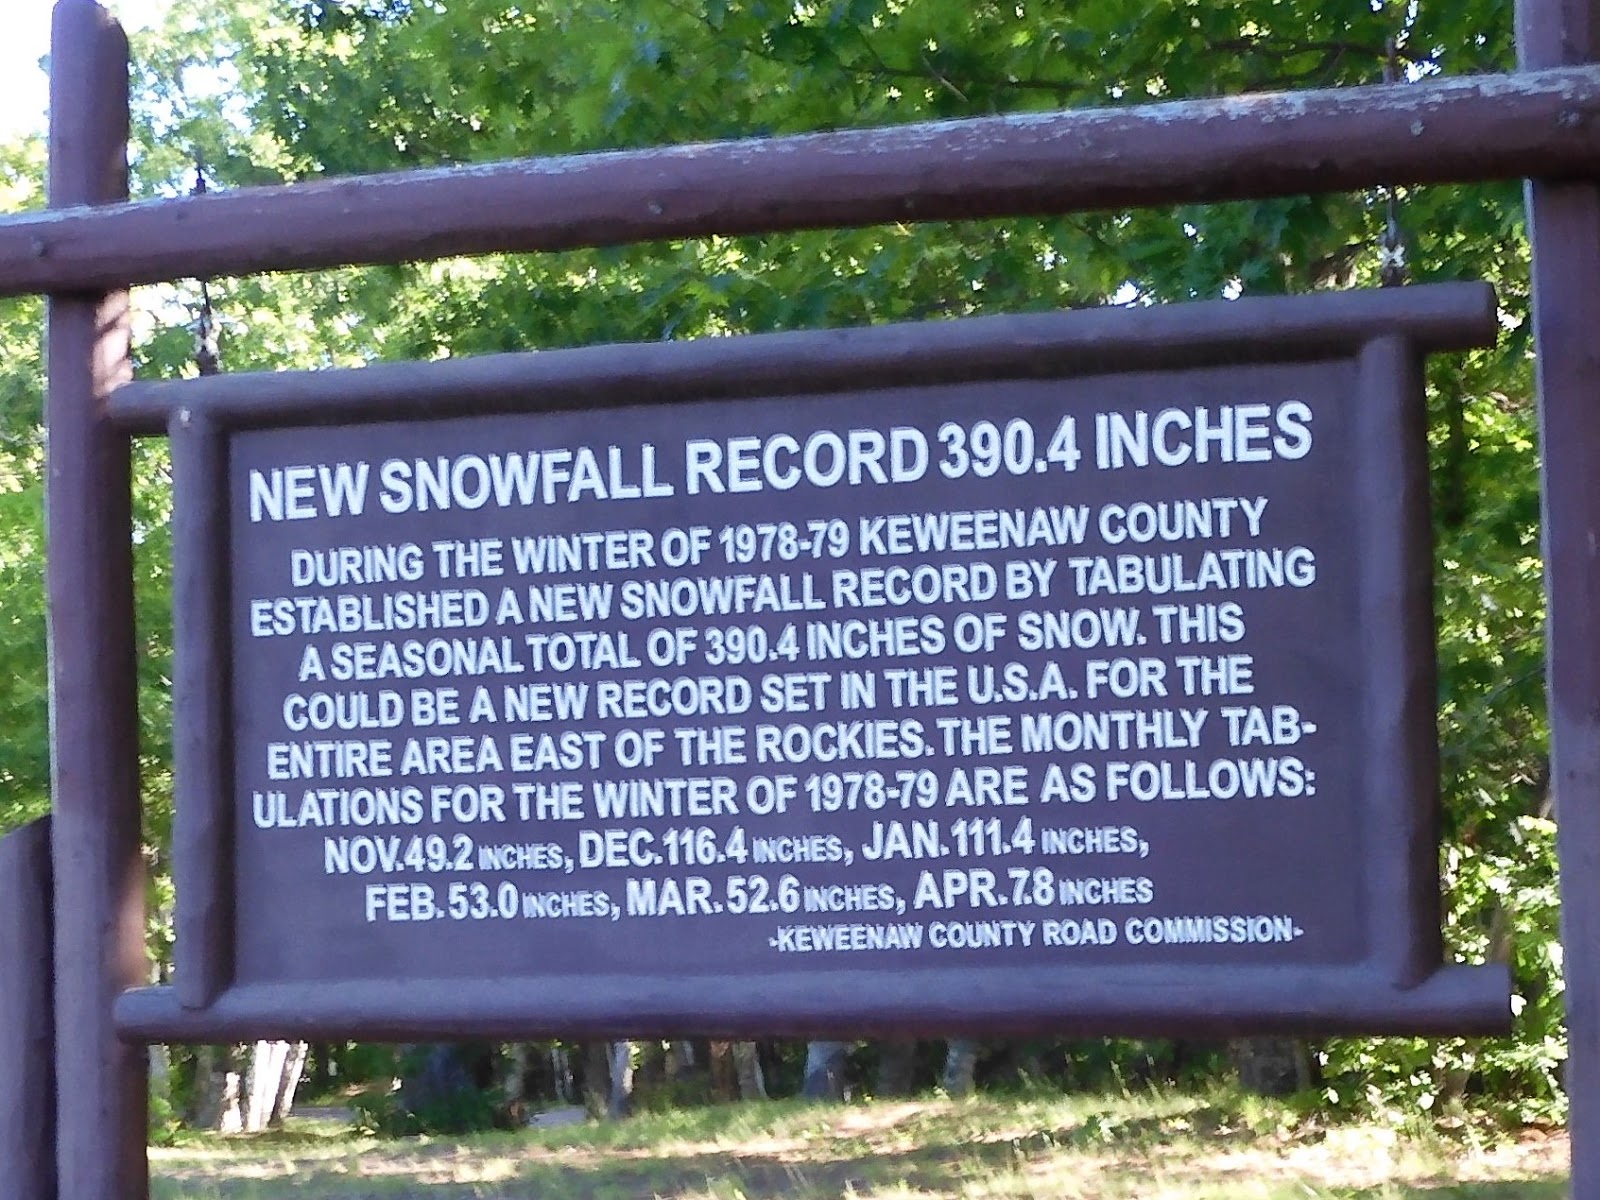 NEW SNOWFALL RECORD 390.4 INCHES
DURING THE WINTER OF 1978-79 KEWEENAW COUNTY
ESTABLISHED A NEW SNOWFALL RECORD BY TABULATING
A SEASONAL TOTAL OF 390.4 INCHES OF SNOW. THIS
COULD BE A NEW RECORD SET IN THE U.S.A. FOR THE
ENTIRE AREA EAST OF THE ROCKIES. THE MONTHLY TAB-
ULATIONS FOR THE WINTER OF 1978-79 ARE AS FOLLOWS:
NOV. 49.2 INCHES, DEC. 116.4 INCHES, JAN. 111.4 INCHES,
FEB. 53.0 INCHES, MAR. 52.6 INCHES, APR. 7.8 INCHES
-KEWEENAW COUNTY ROAD COMMISSION-